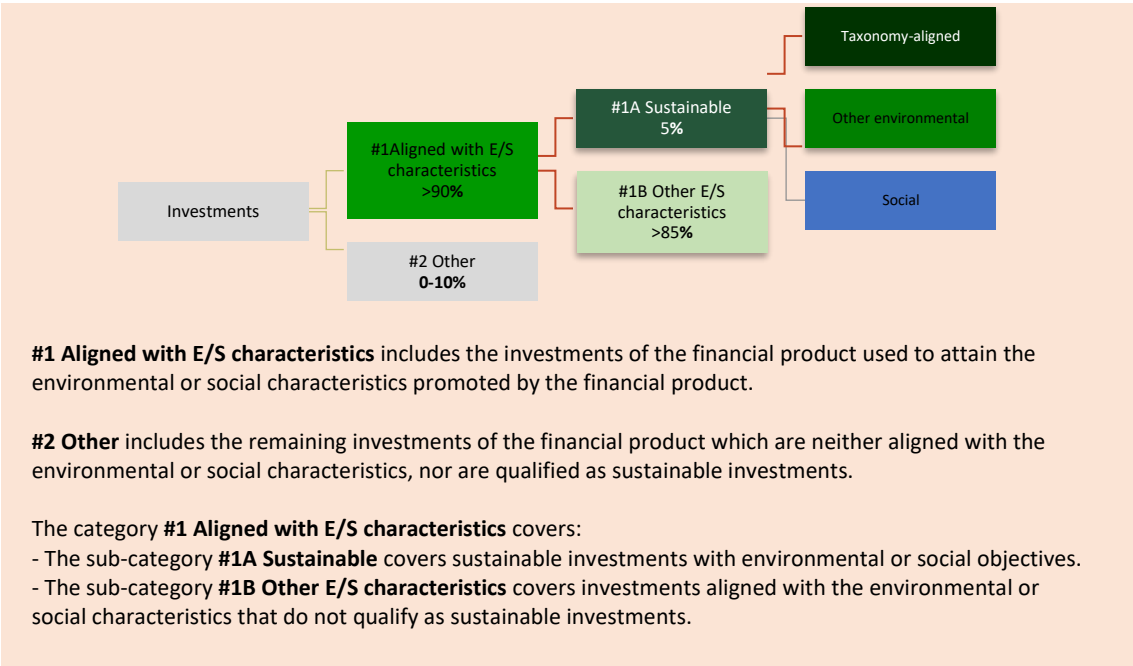 Taxonomy-aligned
#1A Sustainable
5%
Other environmental
#1Aligned with E/S
characteristics
>90%
#1B Other E/S
characteristics
>85%
Social
Investments
#2 Other
0-10%
#1 Aligned with E/S characteristics includes the investments of the financial product used to attain the
environmental or social characteristics promoted by the financial product.
#2 Other includes the remaining investments of the financial product which are neither aligned with the
environmental or social characteristics, nor are qualified as sustainable investments.
The category #1 Aligned with E/S characteristics covers:
- The sub-category #1A Sustainable covers sustainable investments with environmental or social objectives.
- The sub-category #1B Other E/S characteristics covers investments aligned with the environmental or
social characteristics that do not qualify as sustainable investments.